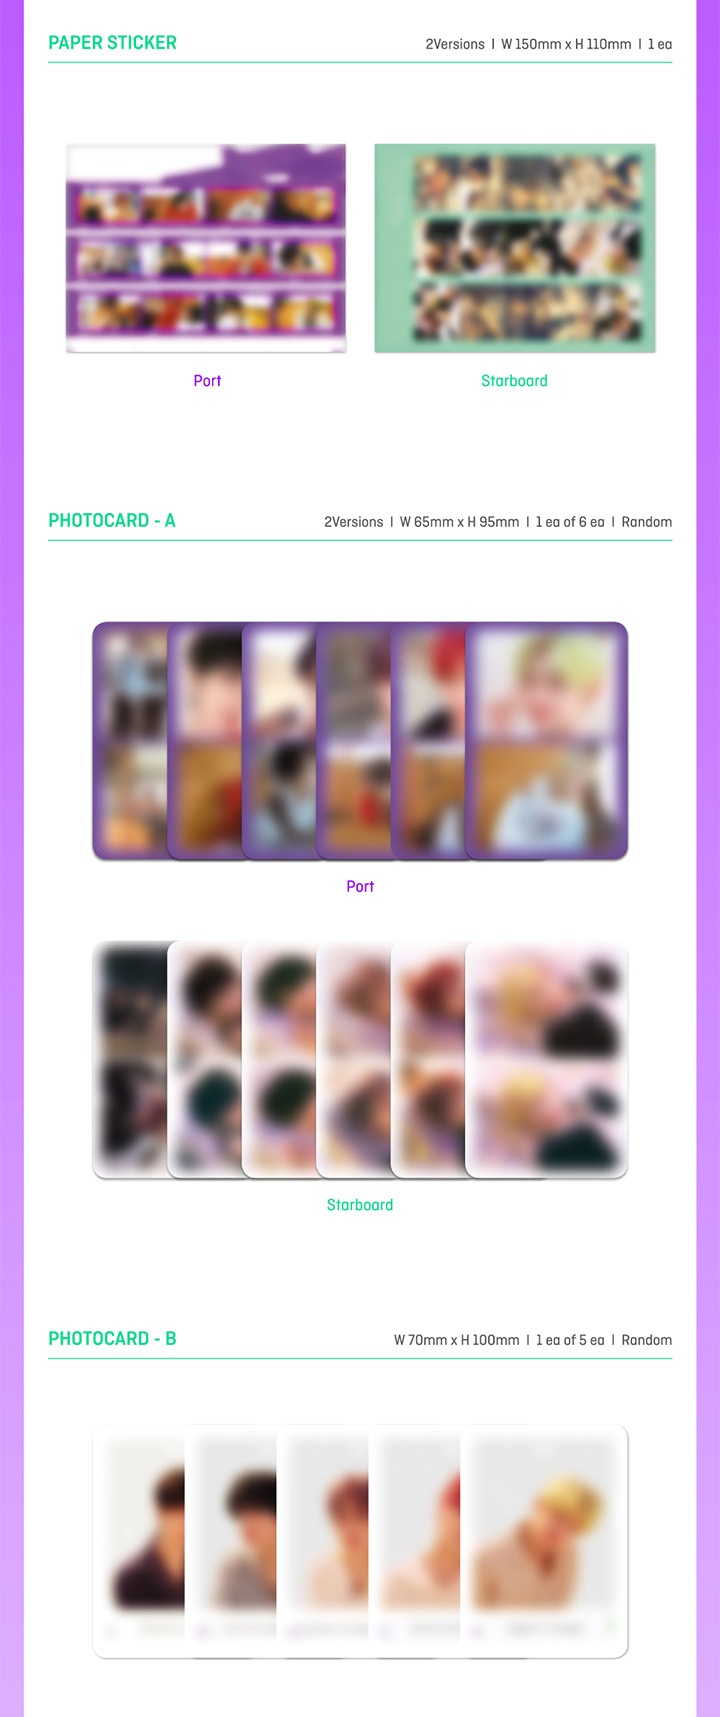 PAPER STICKER
2Versions | W 150mm x H 110mm | 1 ea
Port
Starboard
PHOTOCARD - A
2Versions | W 65mm x H 95mm | 1 ea of 6 ea | Random
Port
Starboard
PHOTOCARD - B
W 70mm x H 100mm | 1 ea of 5 ea | Random